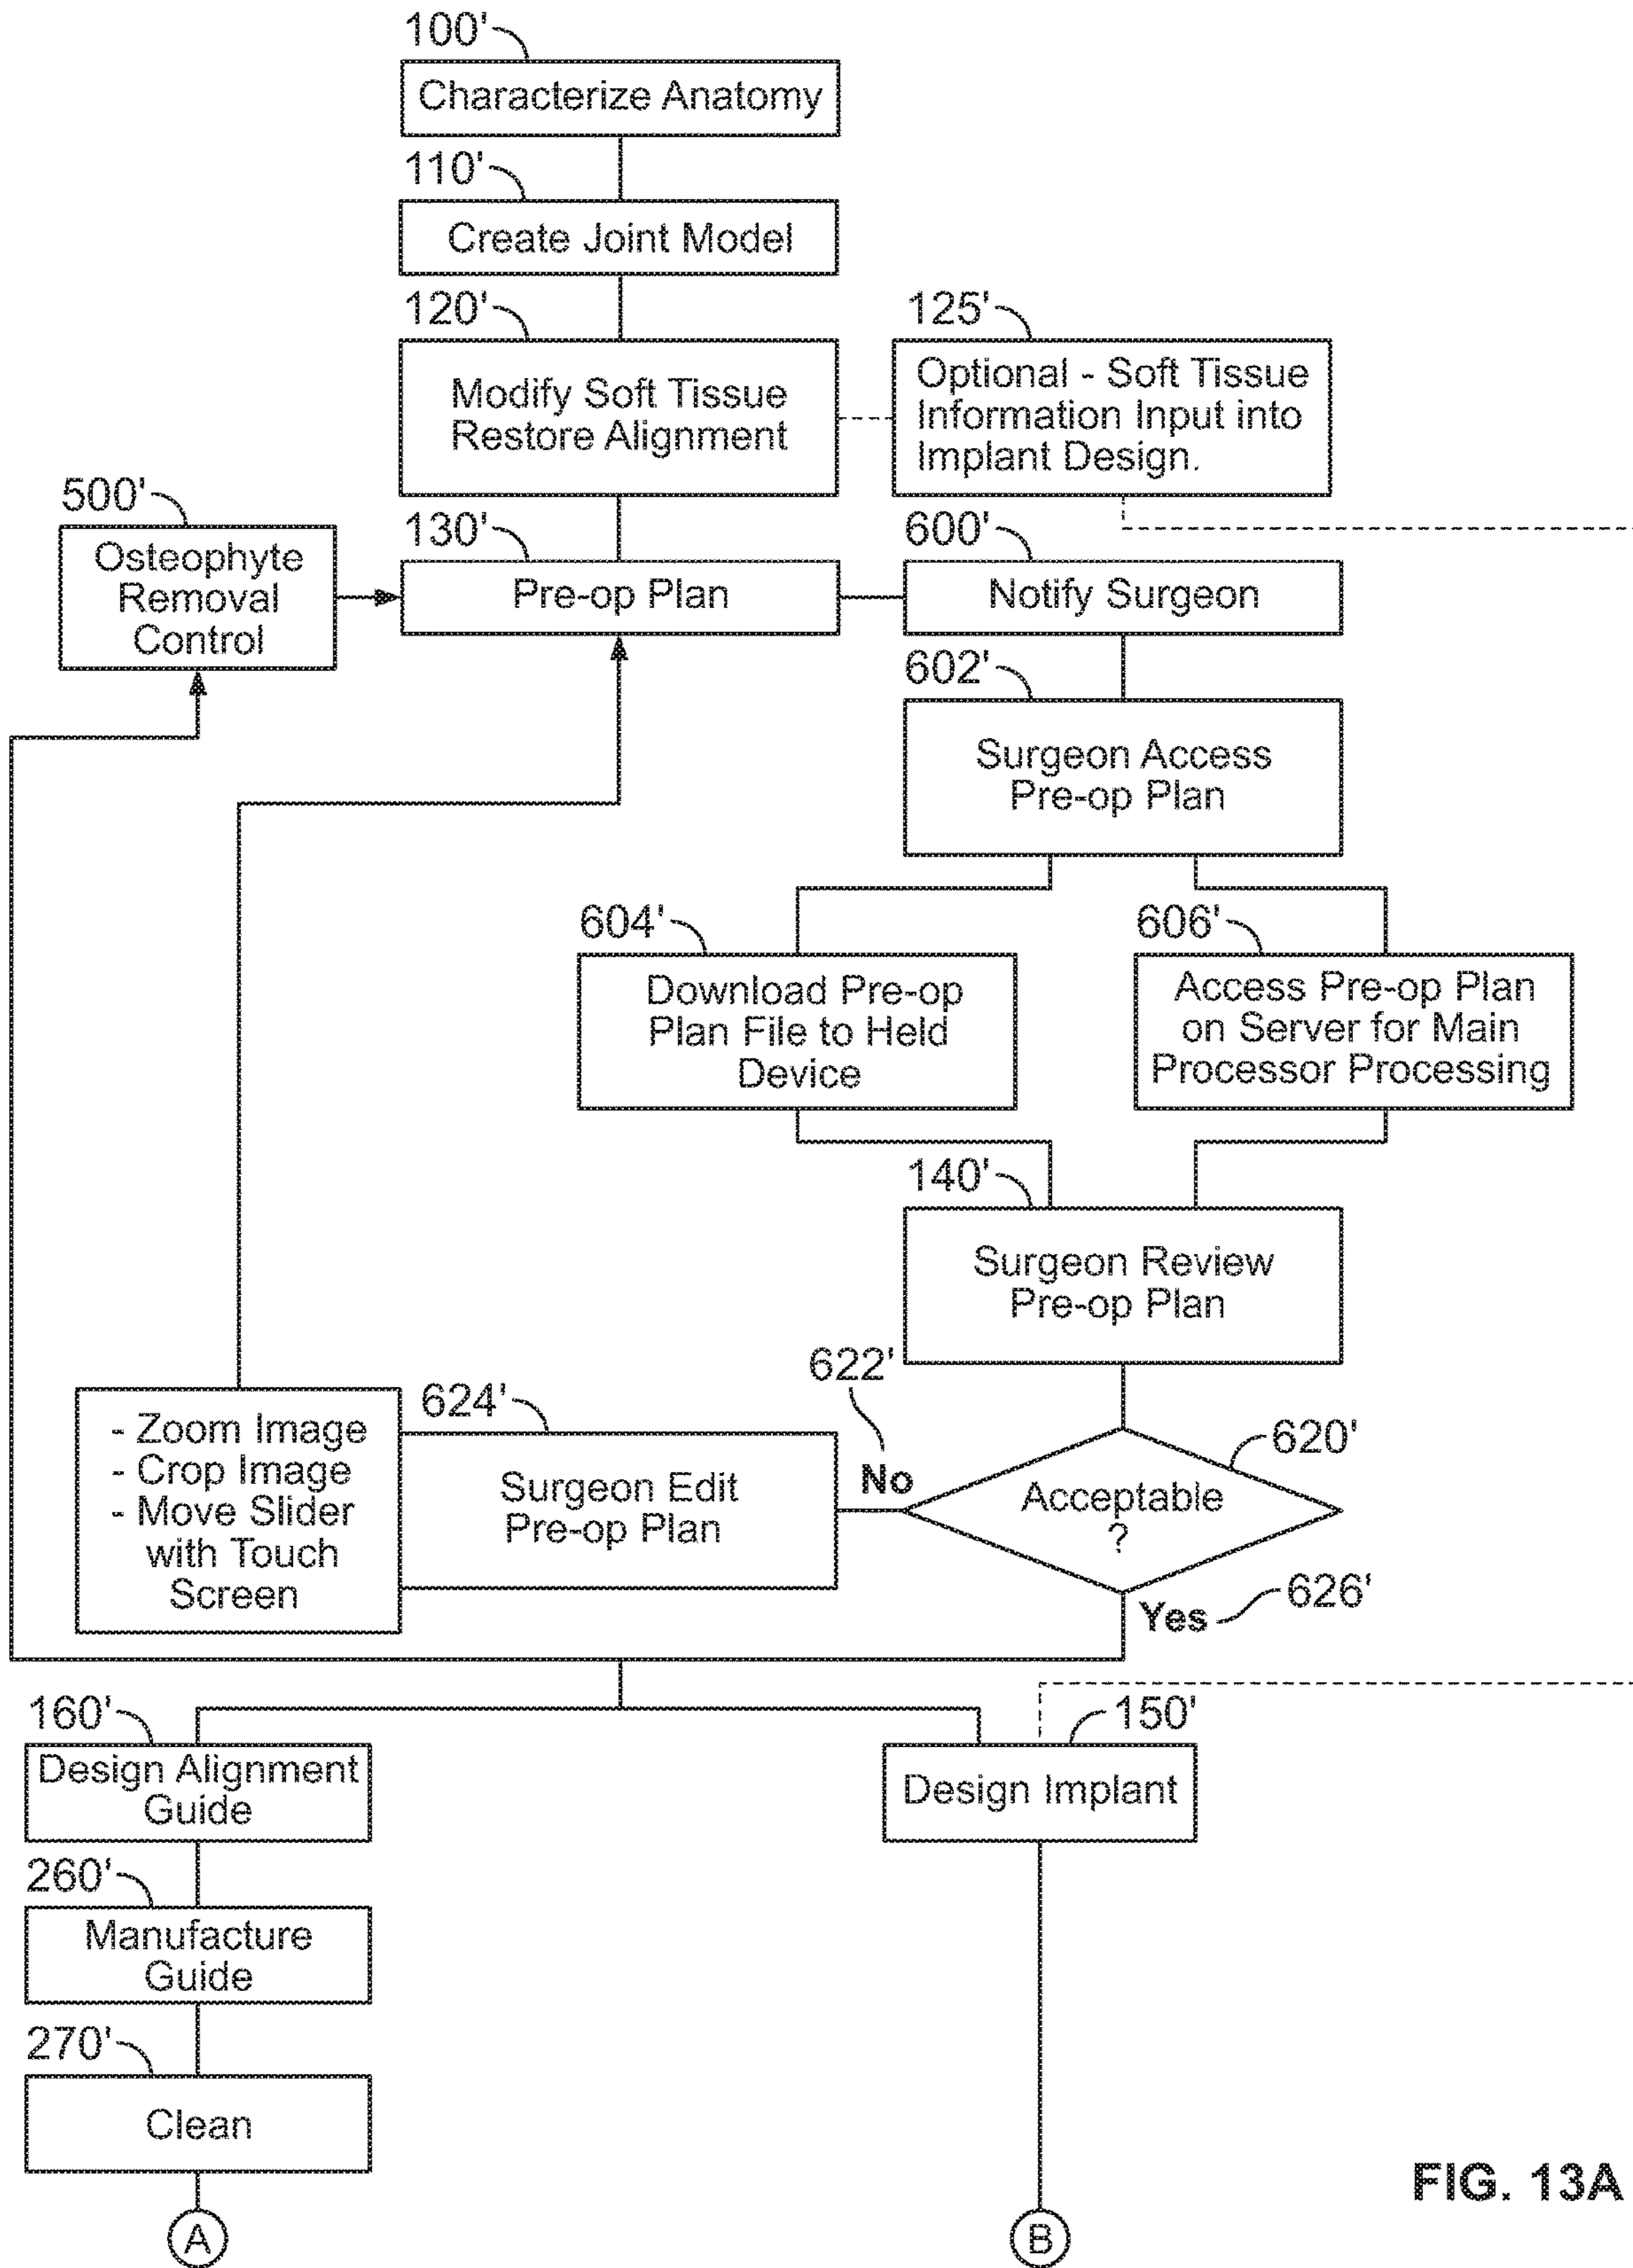 100'
Characterize Anatomy
110'
Create Joint Model
120'
Modify Soft Tissue
Restore Alignment
125'
Optional - Soft Tissue
Information Input into
Implant Design.
500'
Osteophyte
Removal
Control
130'
Pre-op Plan
600'
Notify Surgeon
602'
Surgeon Access
Pre-op Plan
604'
Download Pre-op
Plan File to Held
Device
606'
Access Pre-op Plan
on Server for Main
Processor Processing
140'
Surgeon Review
Pre-op Plan
620'
Acceptable
?
622'
No
624'
Surgeon Edit
Pre-op Plan
- Zoom Image
- Crop Image
- Move Slider
with Touch
Screen
626'
Yes
160'
Design Alignment
Guide
150'
Design Implant
260'
Manufacture
Guide
270'
Clean
A
B
FIG. 13A